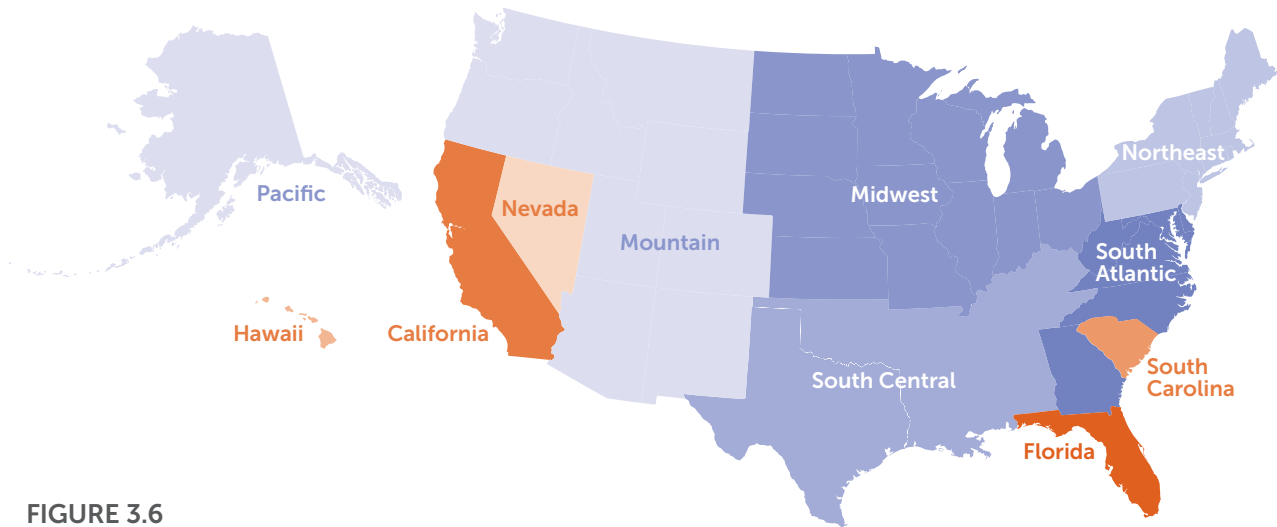 Northeast
Pacific
Midwest
Nevada
Mountain
South
Atlantic
Hawaii
California
South Central
South
Carolina
Florida
FIGURE 3.6